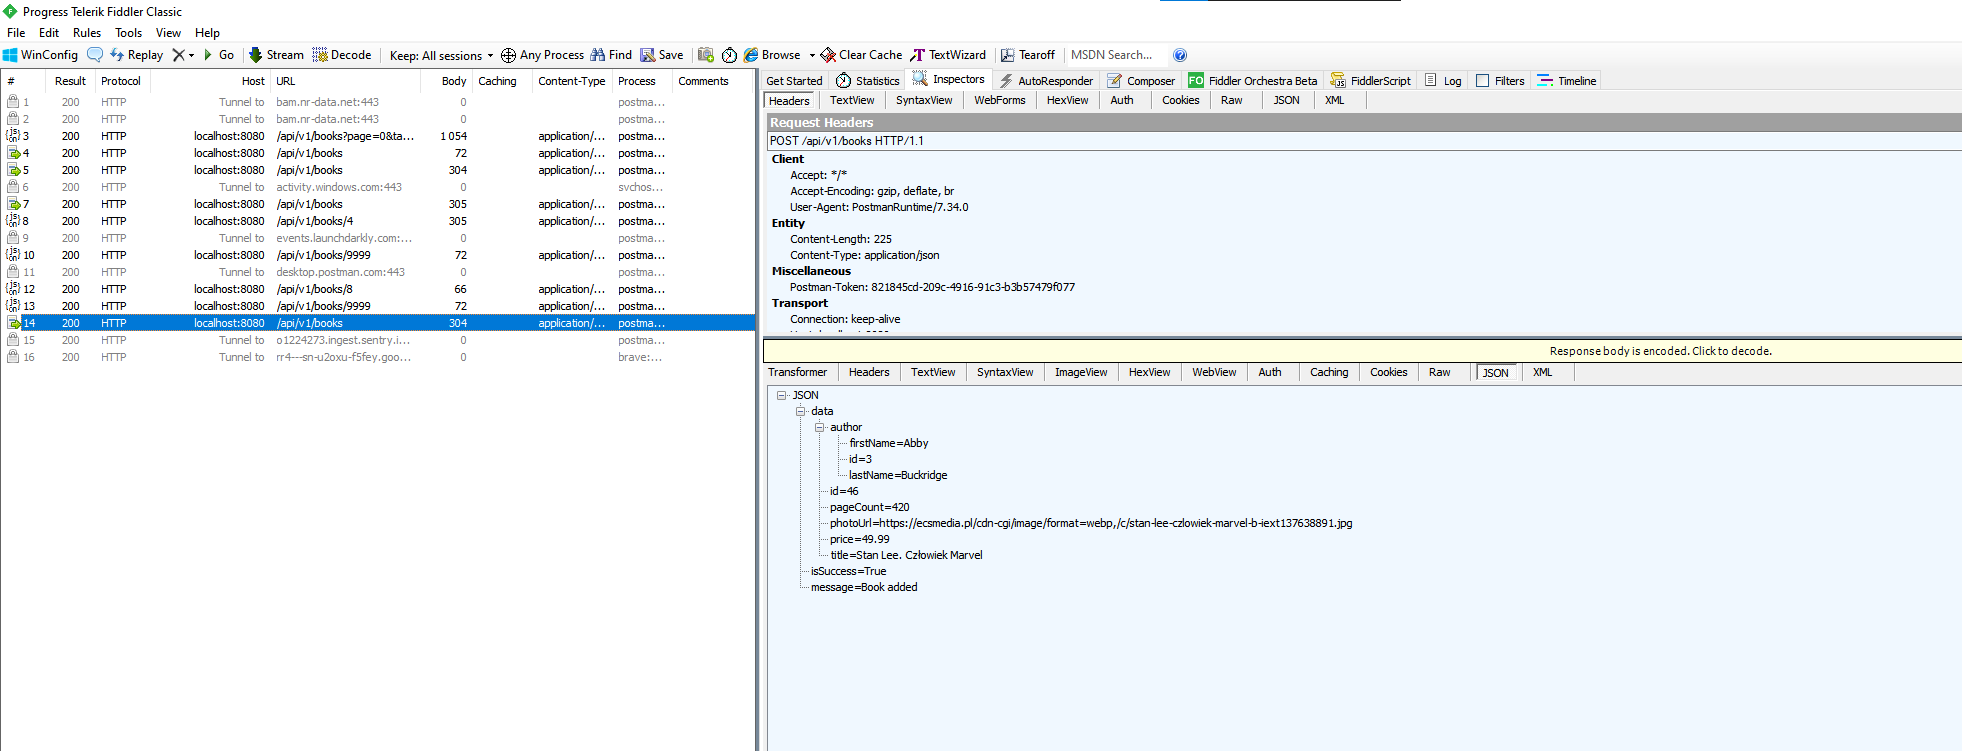 Progress Telerik Fiddler Classic
File Edit Rules Tools View Help
WinConfig Replay Go Stream Decode Keep: All sessions Any Process Find Save Browse Clear Cache TextWizard Tearoff MSDN Search...
# Result Protocol Host URL Body Caching Content-Type Process Comments
1 200 HTTP Tunnel to bam.nr-data.net:443 0 postma...
2 200 HTTP Tunnel to bam.nr-data.net:443 0 postma...
3 200 HTTP localhost:8080 /api/v1/books?page=0&ta... 1 054 application/... postma...
4 200 HTTP localhost:8080 /api/v1/books 72 application/... postma...
5 200 HTTP localhost:8080 /api/v1/books 304 application/... postma...
6 200 HTTP Tunnel to activity.windows.com:443 0 svchos...
7 200 HTTP localhost:8080 /api/v1/books 305 application/... postma...
8 200 HTTP localhost:8080 /api/v1/books/4 305 application/... postma...
9 200 HTTP Tunnel to events.launchdarkly.com:... 0 postma...
10 200 HTTP localhost:8080 /api/v1/books/9999 72 application/... postma...
11 200 HTTP Tunnel to desktop.postman.com:443 0 postma...
12 200 HTTP localhost:8080 /api/v1/books/8 66 application/... postma...
13 200 HTTP localhost:8080 /api/v1/books/9999 72 application/... postma...
14 200 HTTP localhost:8080 /api/v1/books 304 application/... postma...
15 200 HTTP Tunnel to o1224273.ingest.sentry.i... 0 postma...
16 200 HTTP Tunnel to rr4---sn-u2oxu-f5fey.goo... 0 brave:...
Get Started Statistics Inspectors AutoResponder Composer FO Fiddler Orchestra Beta FiddlerScript Log Filters Timeline
Headers TextView SyntaxView WebForms HexView Auth Cookies Raw JSON XML
Request Headers
POST /api/v1/books HTTP/1.1
Client
Accept: */*
Accept-Encoding: gzip, deflate, br
User-Agent: PostmanRuntime/7.34.0
Entity
Content-Length: 225
Content-Type: application/json
Miscellaneous
Postman-Token: 821845cd-209c-4916-91c3-b3b57479f077
Transport
Connection: keep-alive
Response body is encoded. Click to decode.
Transformer Headers TextView SyntaxView ImageView HexView WebView Auth Caching Cookies Raw JSON XML
JSON
data
author
firstName=Abby
id=3
lastName=Buckridge
id=46
pageCount=420
photoUrl=https://ecsmedia.pl/cdn-cgi/image/format=webp,/c/stan-lee-czlowiek-marvel-b-iext137638891.jpg
price=49.99
title=Stan Lee. Człowiek Marvel
isSuccess=True
message=Book added